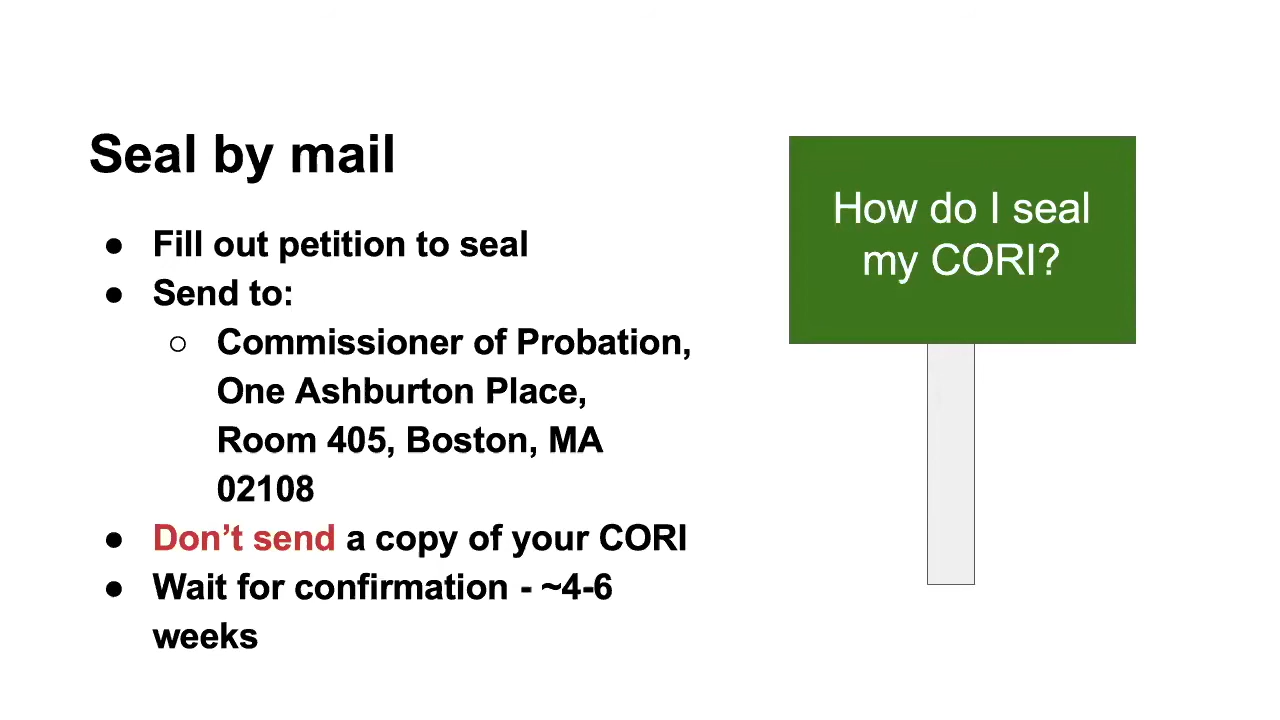 Seal by mail
● Fill out petition to seal
● Send to:
○ Commissioner of Probation,
One Ashburton Place,
Room 405, Boston, MA
02108
● Don’t send a copy of your CORI
● Wait for confirmation - ~4-6
weeks
How do I seal
my CORI?